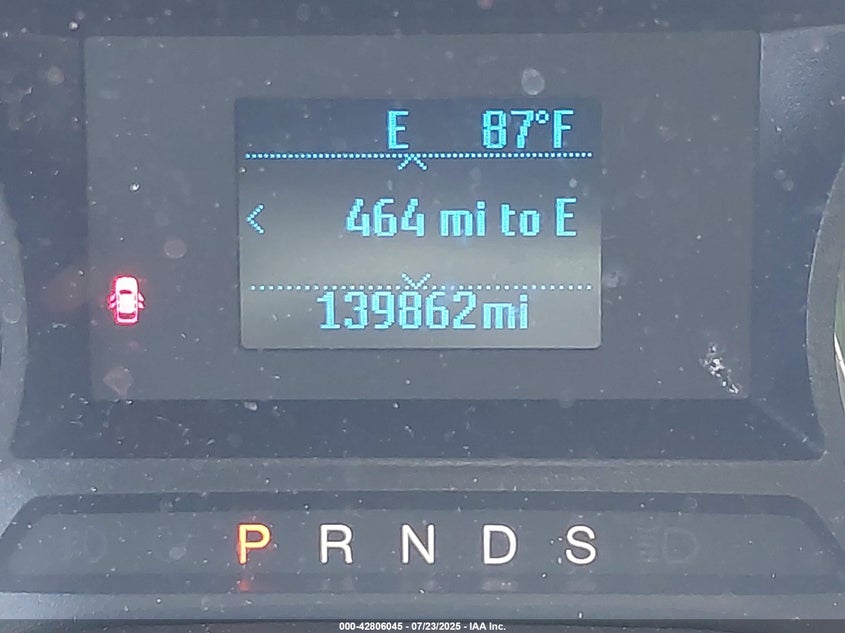 E 87°F
< 464 mi to E
139862mi
P R N D S
000-42806045 - 07/23/2025 - IAA Inc.